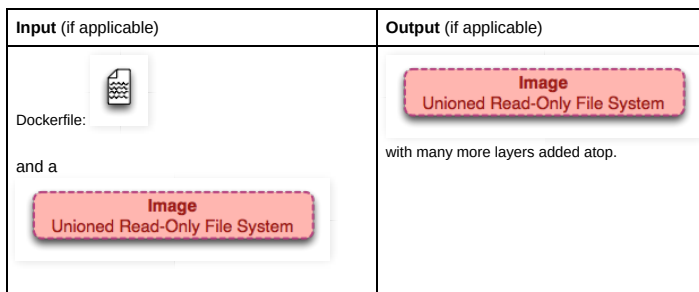 Input (if applicable)
Output (if applicable)
Dockerfile:
and a
Image
Unioned Read-Only File System
Image
Unioned Read-Only File System
with many more layers added atop.